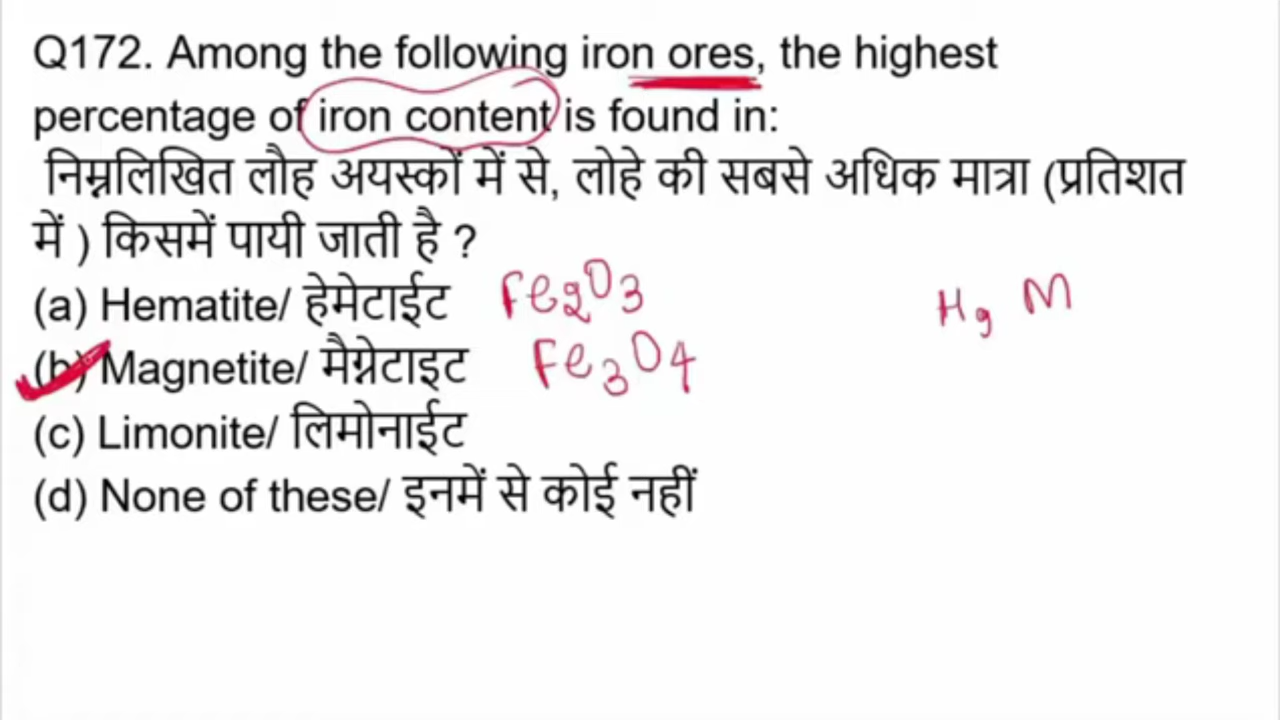 Q172. Among the following iron ores, the highest
percentage of iron content is found in:
निम्नलिखित लौह अयस्कों में से, लोहे की सबसे अधिक मात्रा (प्रतिशत
में ) किसमें पायी जाती है ?
(a) Hematite/ हेमेटाईट Fe2O3 Hg M
(b) Magnetite/ मैग्नेटाइट Fe3O4
(c) Limonite/ लिमोनाईट
(d) None of these/ इनमें से कोई नहीं